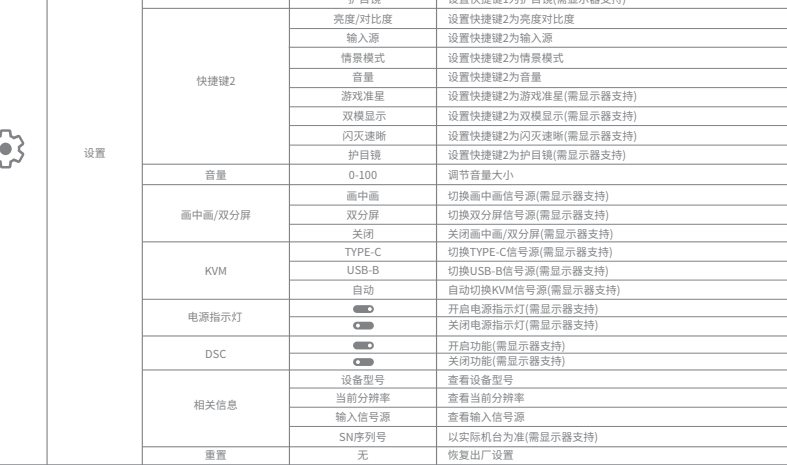 护目镜 设置快捷键1为护目镜(需显示器支持)
亮度/对比度 设置快捷键2为亮度对比度
输入源 设置快捷键2为输入源
情景模式 设置快捷键2为情景模式
快捷键2 音量 设置快捷键2为音量
游戏准星 设置快捷键2为游戏准星(需显示器支持)
双模显示 设置快捷键2为双模显示(需显示器支持)
闪灭速晰 设置快捷键2为闪灭速晰(需显示器支持)
设置 护目镜 设置快捷键2为护目镜(需显示器支持)
音量 0-100 调节音量大小
画中画 切换画中画信号源(需显示器支持)
画中画/双分屏 双分屏 切换双分屏信号源(需显示器支持)
关闭 关闭画中画/双分屏(需显示器支持)
TYPE-C 切换TYPE-C信号源(需显示器支持)
KVM USB-B 切换USB-B信号源(需显示器支持)
自动 自动切换KVM信号源(需显示器支持)
电源指示灯 开启电源指示灯(需显示器支持)
关闭电源指示灯(需显示器支持)
DSC 开启功能(需显示器支持)
关闭功能(需显示器支持)
设备型号 查看设备型号
相关信息 当前分辨率 查看当前分辨率
输入信号源 查看输入信号源
SN序列号 以实际机台为准(需显示器支持)
重置 无 恢复出厂设置